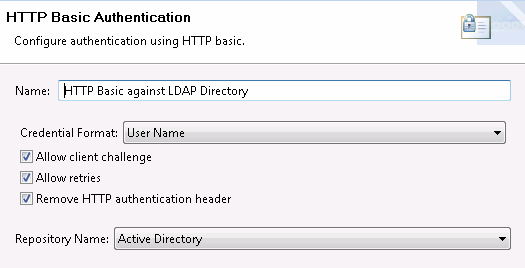 HTTP Basic Authentication
Configure authentication using HTTP basic.
Name: HTTP Basic against LDAP Directory
Credential Format: User Name
Allow client challenge
Allow retries
Remove HTTP authentication header
Repository Name: Active Directory